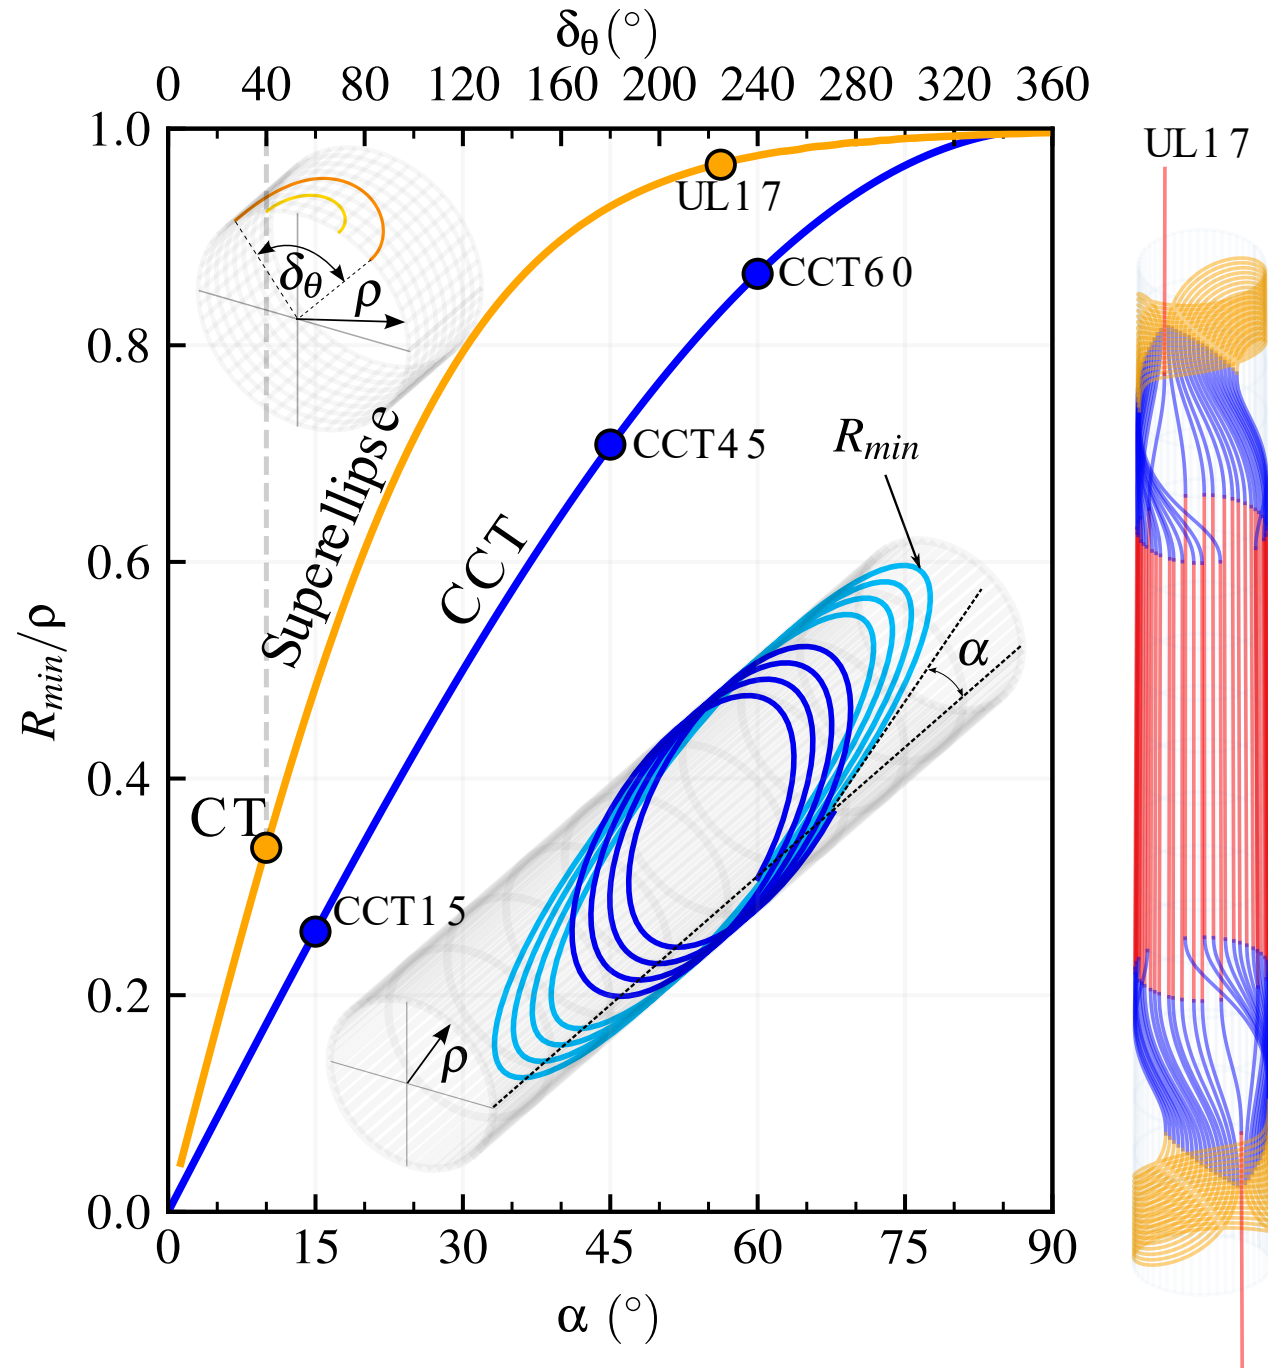 δθ (°)
0 40 80 120 160 200 240 280 320 360
UL17
1.0
0.8
0.6
0.4
0.2
0.0
R_min/ρ
UL17
CCT60
δθ
ρ
Superellipse
CCT45
R_min
CCT
α
CT
CCT15
ρ
0 15 30 45 60 75 90
α (°)